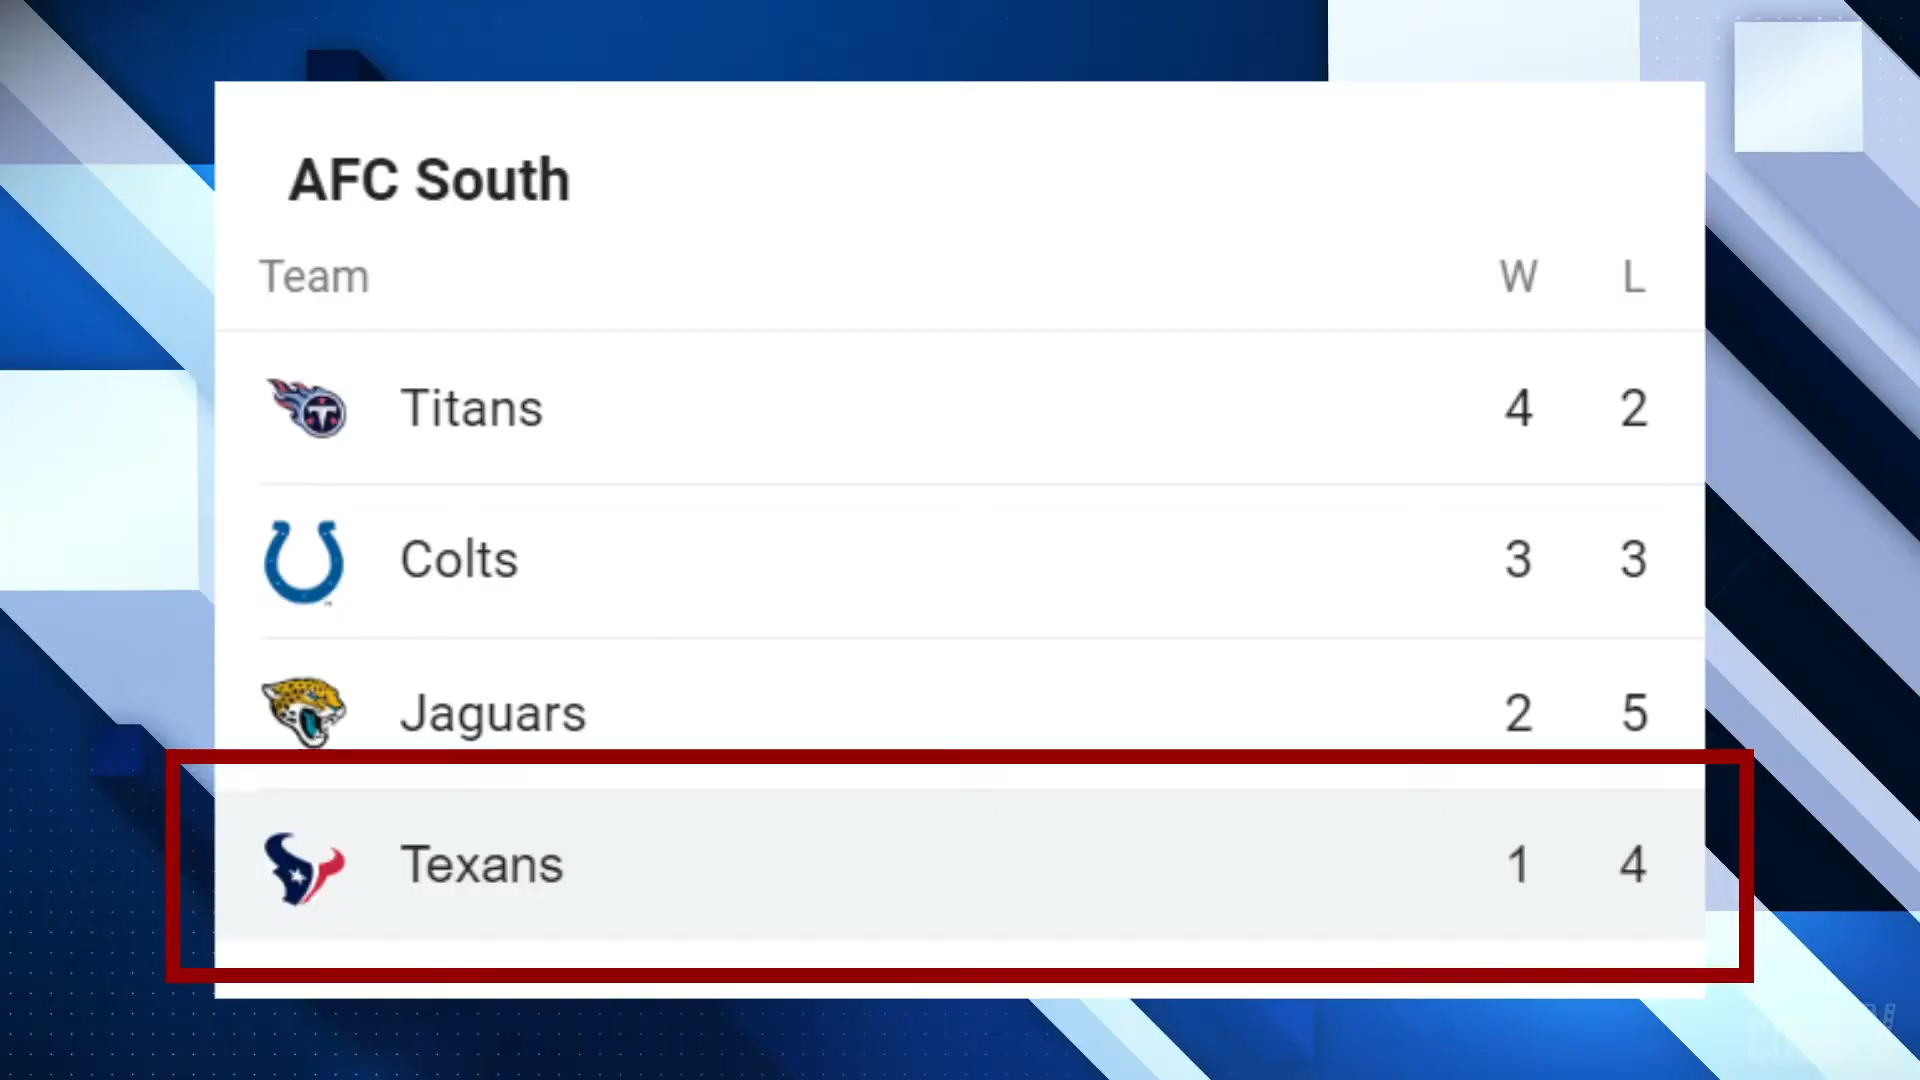 AFC South
Team W L
Titans 4 2
Colts 3 3
Jaguars 2 5
Texans 1 4